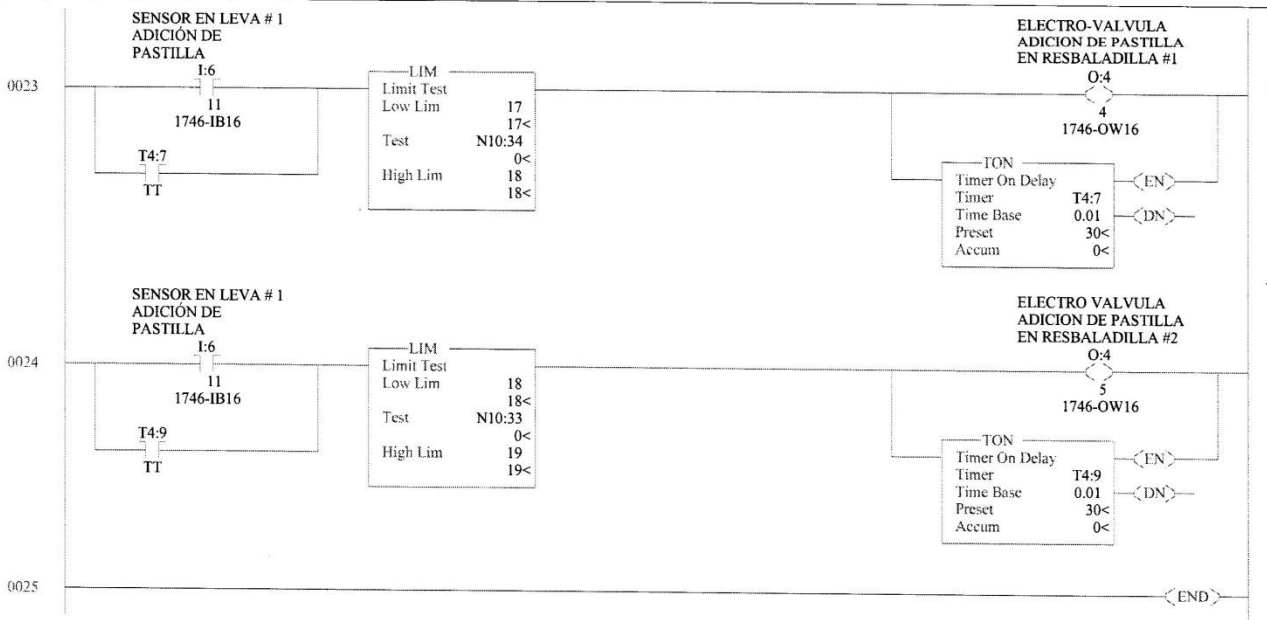 SENSOR EN LEVA # 1
ADICIÓN DE
PASTILLA
I:6
11
1746-IB16
T4:7
TT
0023
LIM
Limit Test
Low Lim 17
17<
Test N10:34
0<
High Lim 18
18<
ELECTRO-VALVULA
ADICION DE PASTILLA
EN RESBALADILLA #1
O:4
4
1746-OW16
TON
Timer On Delay
Timer T4:7
Time Base 0.01
Preset 30<
Accum 0<
EN
DN
SENSOR EN LEVA # 1
ADICIÓN DE
PASTILLA
I:6
11
1746-IB16
T4:9
TT
0024
LIM
Limit Test
Low Lim 18
18<
Test N10:33
0<
High Lim 19
19<
ELECTRO VALVULA
ADICION DE PASTILLA
EN RESBALADILLA #2
O:4
5
1746-OW16
TON
Timer On Delay
Timer T4:9
Time Base 0.01
Preset 30<
Accum 0<
EN
DN
0025
END